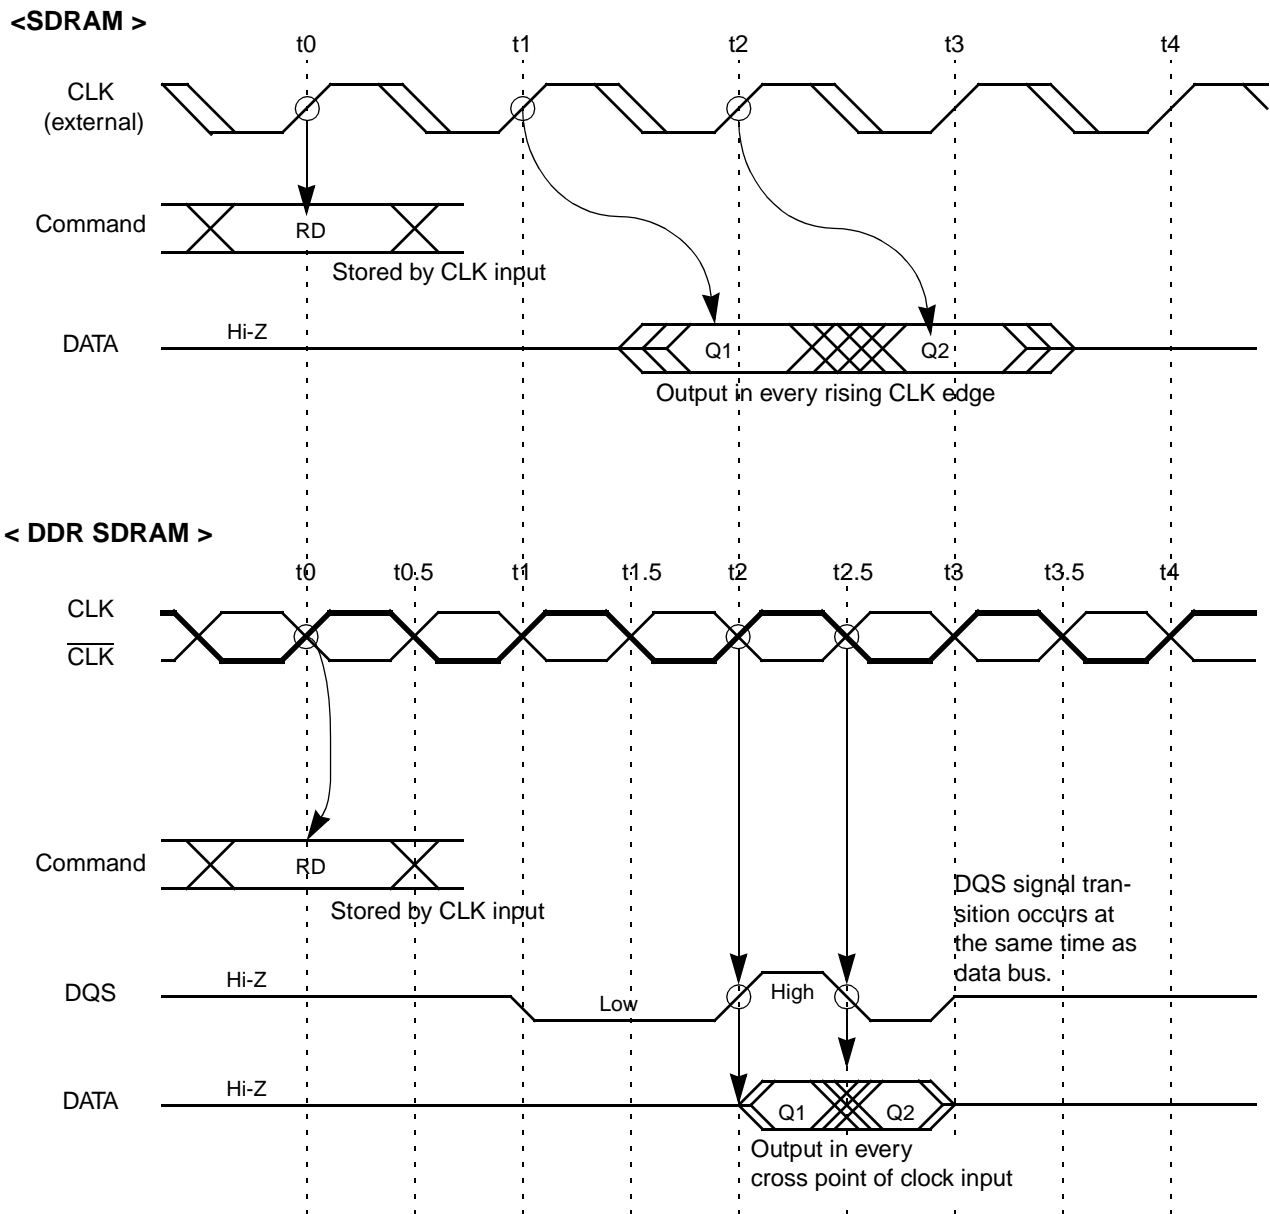 <SDRAM >
t0 t1 t2 t3 t4
CLK
(external)
Command
RD
Stored by CLK input
DATA
Hi-Z
Q1
Q2
Output in every rising CLK edge
< DDR SDRAM >
t0 t0.5 t1 t1.5 t2 t2.5 t3 t3.5 t4
CLK
C̅L̅K̅
Command
RD
Stored by CLK input
DQS signal tran-
sition occurs at
the same time as
data bus.
DQS
Hi-Z
Low
High
DATA
Hi-Z
Q1
Q2
Output in every
cross point of clock input